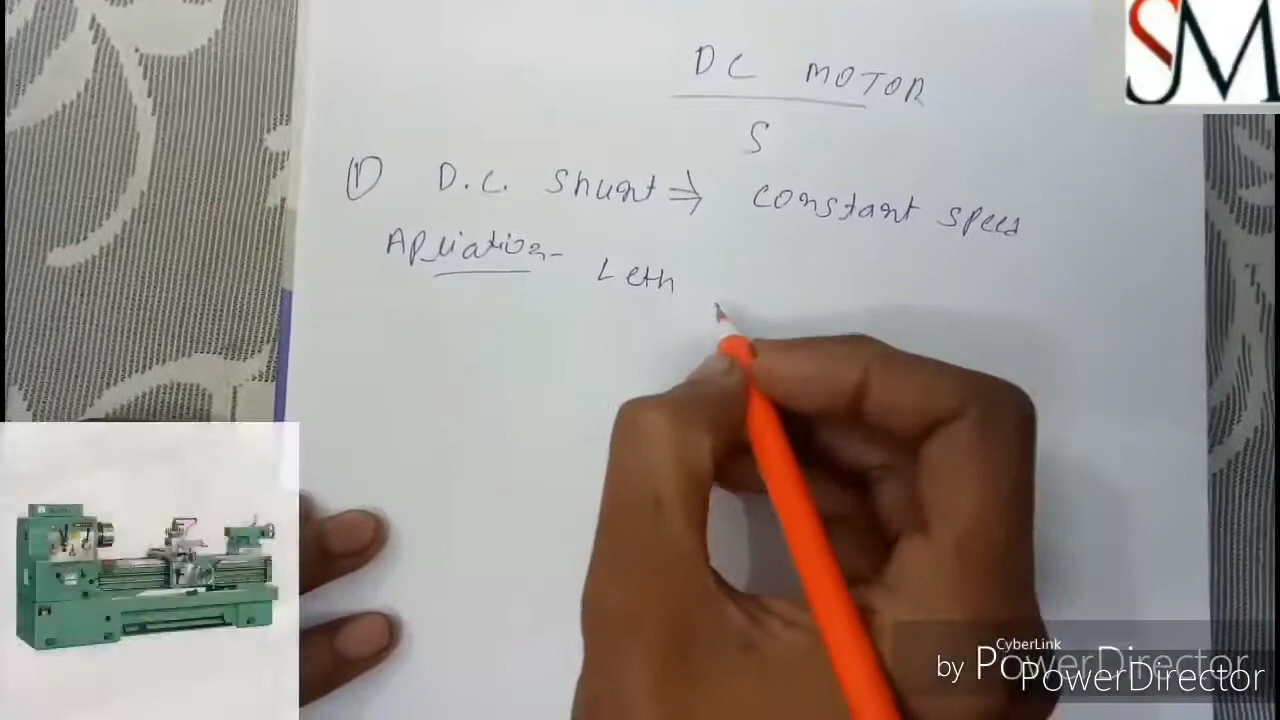 SM
DC MOTOR
S
① D.C. Shunt ⇒ constant speed
Apliation- Leth
CyberLink
by PowerDirector
PowerDirector